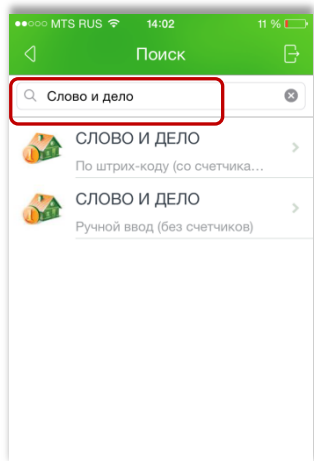 MTS RUS 14:02 11 %
Поиск
Слово и дело
СЛОВО И ДЕЛО
По штрих-коду (со счетчика...
СЛОВО И ДЕЛО
Ручной ввод (без счетчиков)